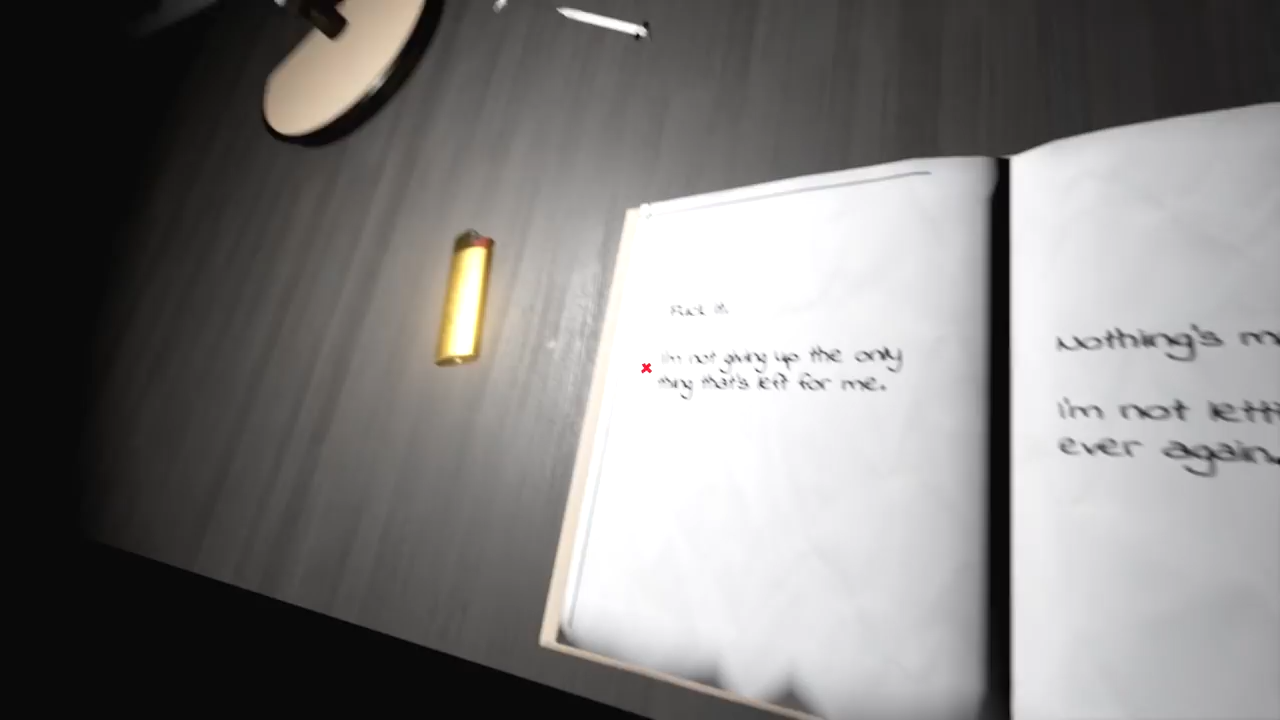 Fuck it.
I'm not giving up the only
thing that's left for me.
Nothing's m
I'm not letti
ever again.